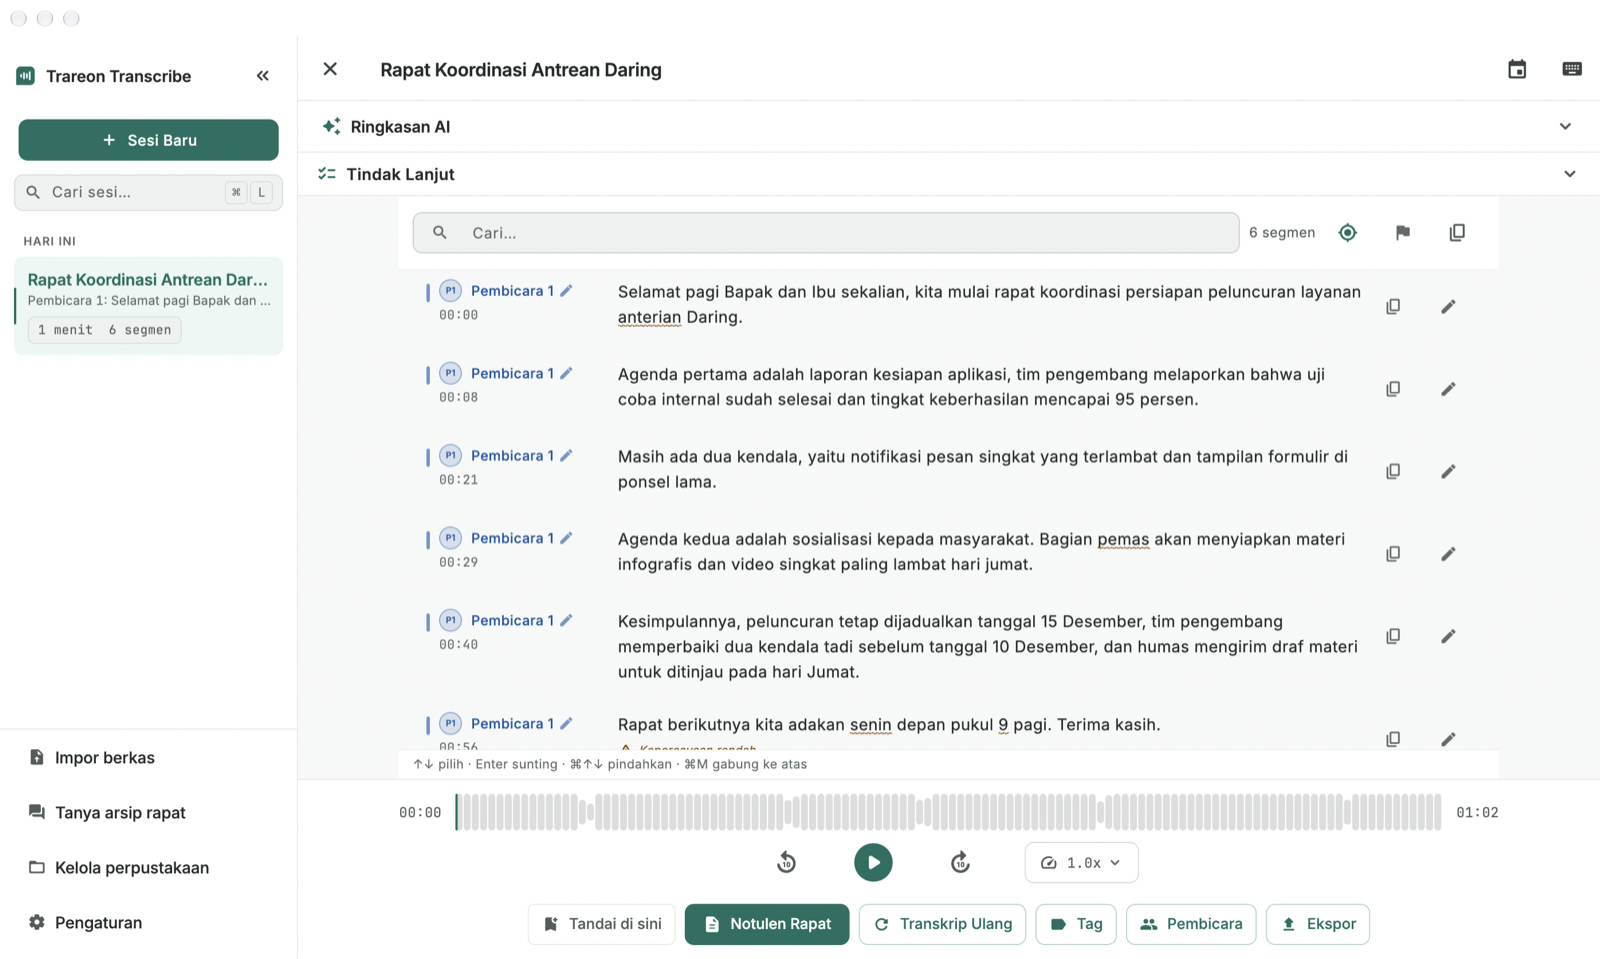 Trareon Transcribe
+ Sesi Baru
Cari sesi... ⌘ L
HARI INI
Rapat Koordinasi Antrean Dar...
Pembicara 1: Selamat pagi Bapak dan ...
1 menit 6 segmen
Impor berkas
Tanya arsip rapat
Kelola perpustakaan
Pengaturan
Rapat Koordinasi Antrean Daring
Ringkasan AI
Tindak Lanjut
Cari...
6 segmen
P1 Pembicara 1
00:00
Selamat pagi Bapak dan Ibu sekalian, kita mulai rapat koordinasi persiapan peluncuran layanan
anterian Daring.
P1 Pembicara 1
00:08
Agenda pertama adalah laporan kesiapan aplikasi, tim pengembang melaporkan bahwa uji
coba internal sudah selesai dan tingkat keberhasilan mencapai 95 persen.
P1 Pembicara 1
00:21
Masih ada dua kendala, yaitu notifikasi pesan singkat yang terlambat dan tampilan formulir di
ponsel lama.
P1 Pembicara 1
00:29
Agenda kedua adalah sosialisasi kepada masyarakat. Bagian pemas akan menyiapkan materi
infografis dan video singkat paling lambat hari jumat.
P1 Pembicara 1
00:40
Kesimpulannya, peluncuran tetap dijadualkan tanggal 15 Desember, tim pengembang
memperbaiki dua kendala tadi sebelum tanggal 10 Desember, dan humas mengirim draf materi
untuk ditinjau pada hari Jumat.
P1 Pembicara 1
00:56
Rapat berikutnya kita adakan senin depan pukul 9 pagi. Terima kasih.
Kepercayaan rendah
↑↓ pilih · Enter sunting · ⌘↑↓ pindahkan · ⌘M gabung ke atas
00:00
01:02
10
10
1.0x
Tandai di sini
Notulen Rapat
Transkrip Ulang
Tag
Pembicara
Ekspor